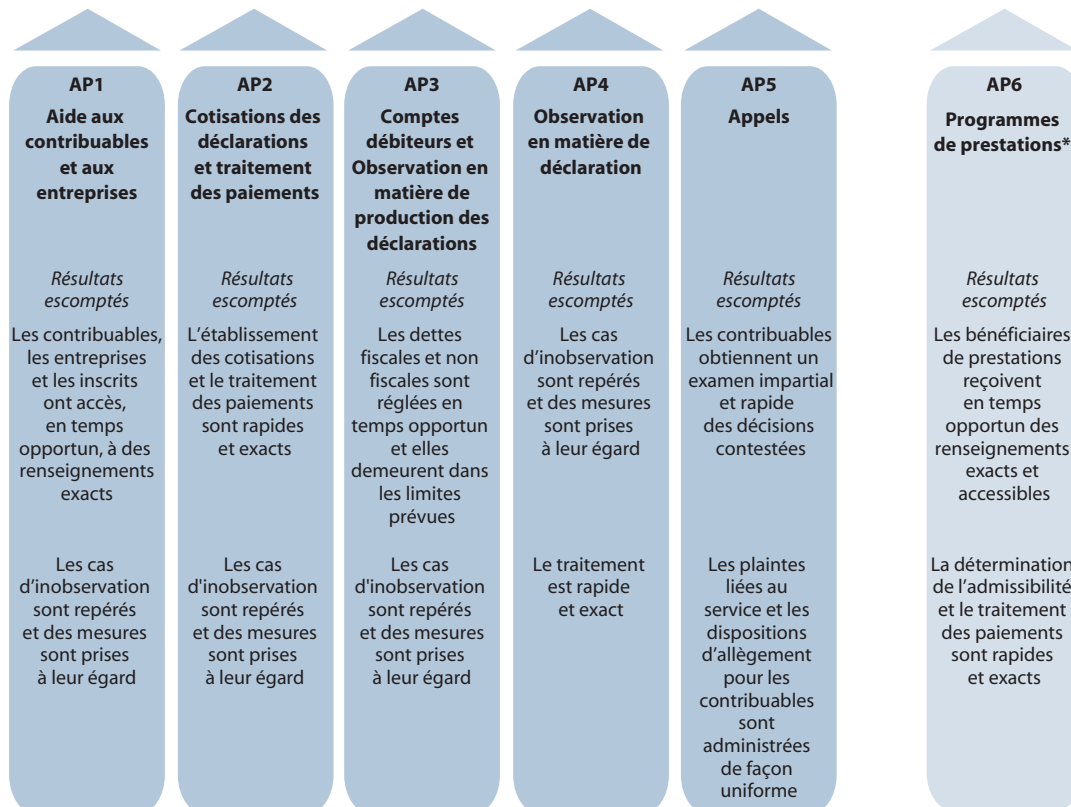 AP1
Aide aux
contribuables
et aux
entreprises
Résultats
escomptés
Les contribuables,
les entreprises
et les inscrits
ont accès,
en temps
opportun, à des
renseignements
exacts
Les cas
d’inobservation
sont repérés
et des mesures
sont prises
à leur égard
AP2
Cotisations des
déclarations
et traitement
des paiements
Résultats
escomptés
L’établissement
des cotisations
et le traitement
des paiements
sont rapides
et exacts
Les cas
d'inobservation
sont repérés
et des mesures
sont prises
à leur égard
AP3
Comptes
débiteurs et
Observation en
matière de
production des
déclarations
Résultats
escomptés
Les dettes
fiscales et non
fiscales sont
réglées en
temps opportun
et elles
demeurent dans
les limites
prévues
Les cas
d'inobservation
sont repérés
et des mesures
sont prises
à leur égard
AP4
Observation
en matière de
déclaration
Résultats
escomptés
Les cas
d’inobservation
sont repérés
et des mesures
sont prises
à leur égard
Le traitement
est rapide
et exact
AP5
Appels
Résultats
escomptés
Les contribuables
obtiennent un
examen impartial
et rapide
des décisions
contestées
Les plaintes
liées au
service et les
dispositions
d’allègement
pour les
contribuables
sont
administrées
de façon
uniforme
AP6
Programmes
de prestations*
Résultats
escomptés
Les bénéficiaires
de prestations
reçoivent
en temps
opportun des
renseignements
exacts et
accessibles
La détermination
de l’admissibilité
et le traitement
des paiements
sont rapides
et exacts